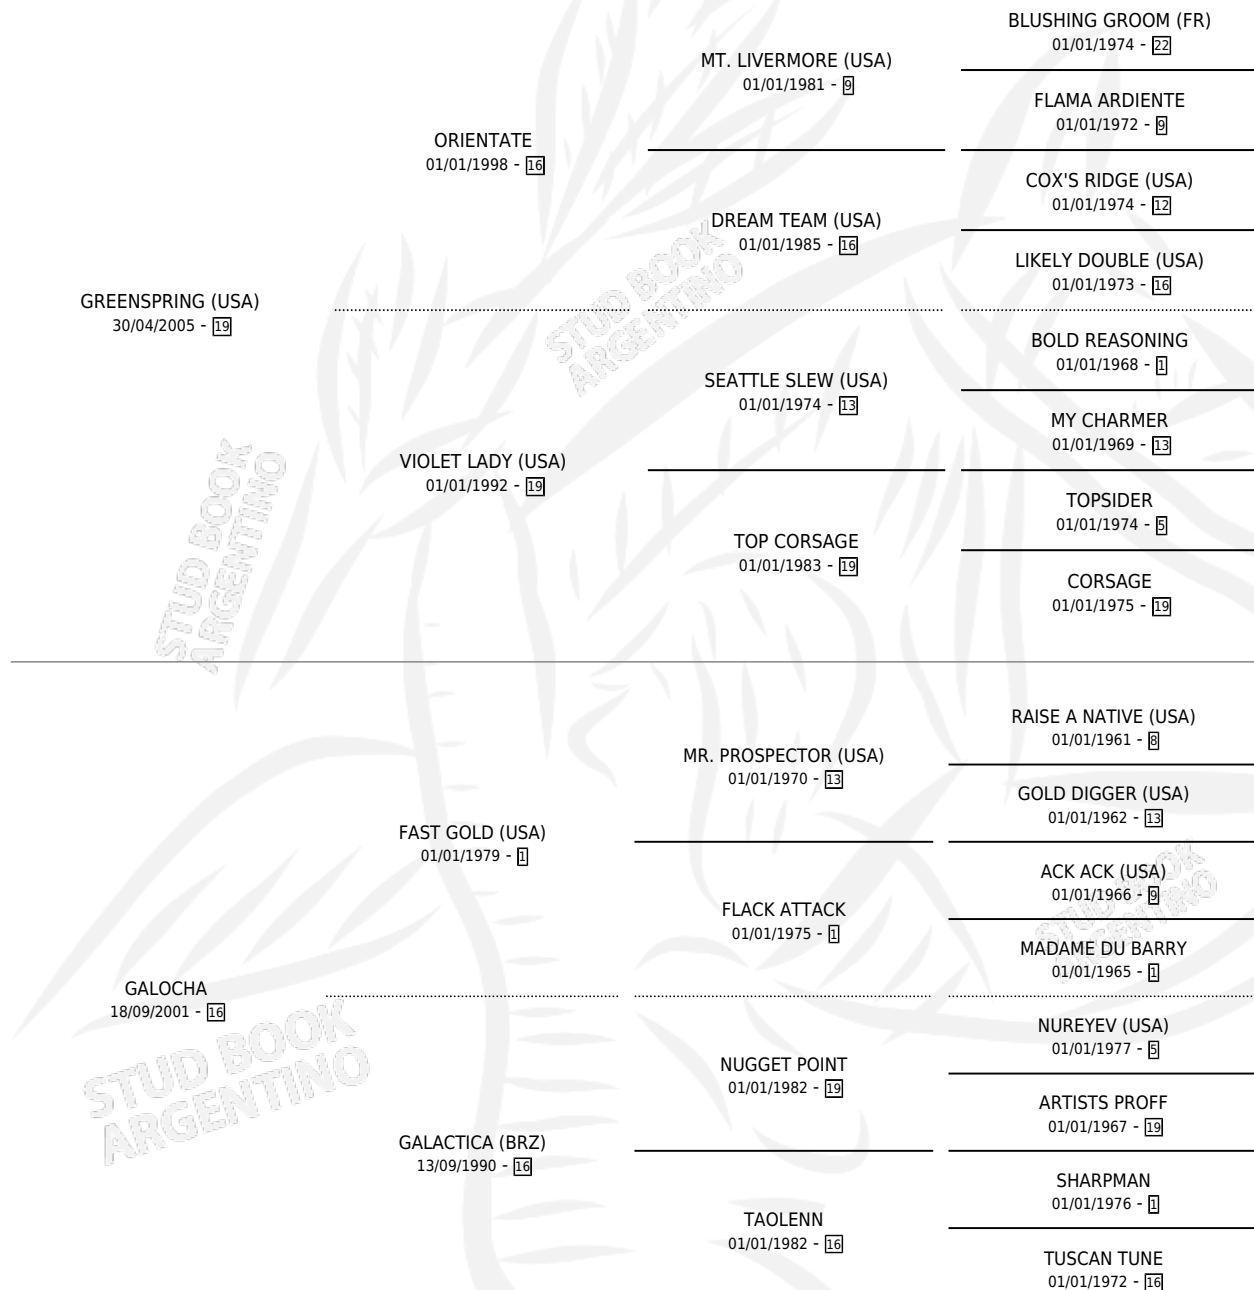 BLUSHING GROOM (FR)
01/01/1974 - 22
MT. LIVERMORE (USA)
01/01/1981 - 9
FLAMA ARDIENTE
01/01/1972 - 9
ORIENTATE
01/01/1998 - 16
COX'S RIDGE (USA)
01/01/1974 - 12
DREAM TEAM (USA)
01/01/1985 - 16
LIKELY DOUBLE (USA)
01/01/1973 - 16
GREENSPRING (USA)
30/04/2005 - 19
BOLD REASONING
01/01/1968 - 1
SEATTLE SLEW (USA)
01/01/1974 - 13
MY CHARMER
01/01/1969 - 13
VIOLET LADY (USA)
01/01/1992 - 19
TOPSIDER
01/01/1974 - 5
TOP CORSAGE
01/01/1983 - 19
CORSAGE
01/01/1975 - 19
STUD BOOK
ARGENTINO
STUD BOOK
ARGENTINO
RAISE A NATIVE (USA)
01/01/1961 - 8
MR. PROSPECTOR (USA)
01/01/1970 - 13
GOLD DIGGER (USA)
01/01/1962 - 13
FAST GOLD (USA)
01/01/1979 - 1
ACK ACK (USA)
01/01/1966 - 9
FLACK ATTACK
01/01/1975 - 1
MADAME DU BARRY
01/01/1965 - 1
GALOCHA
18/09/2001 - 16
NUREYEV (USA)
01/01/1977 - 5
NUGGET POINT
01/01/1982 - 19
ARTISTS PROFF
01/01/1967 - 19
GALACTICA (BRZ)
13/09/1990 - 16
SHARPMAN
01/01/1976 - 1
TAOLENN
01/01/1982 - 16
TUSCAN TUNE
01/01/1972 - 16
STUD BOOK
ARGENTINO
STUD BOOK
ARGENTINO